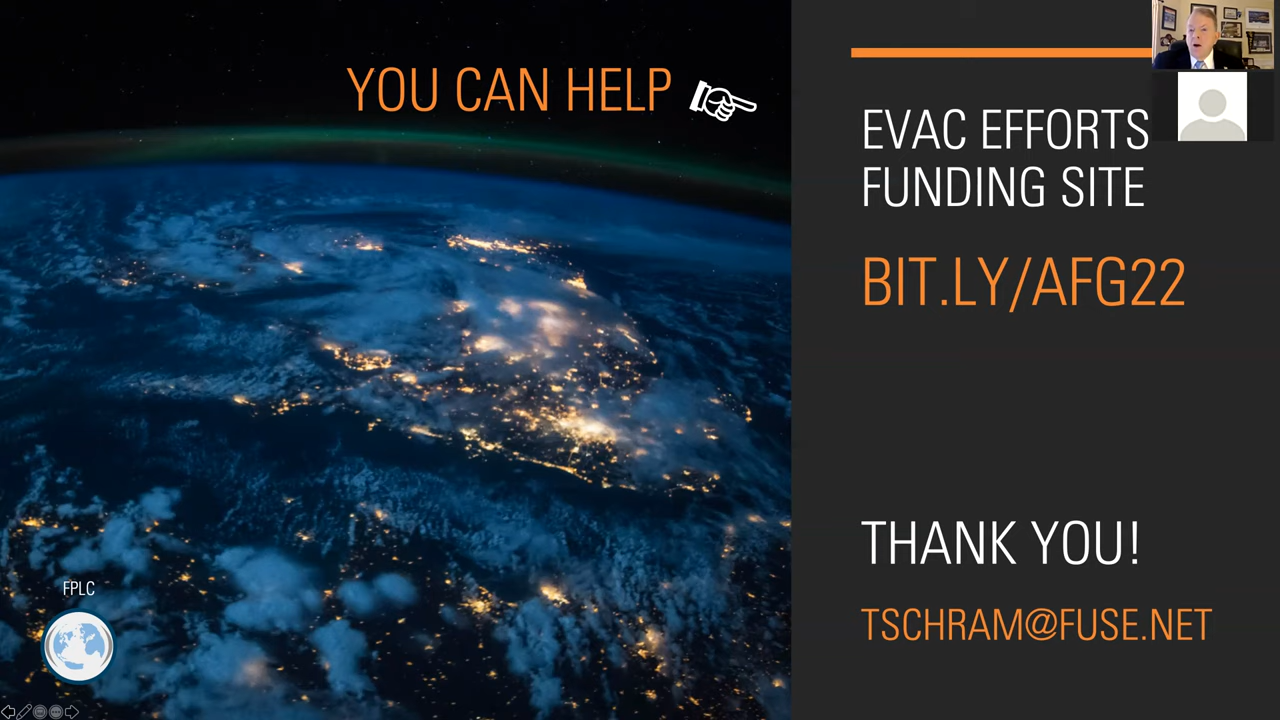 YOU CAN HELP
EVAC EFFORTS
FUNDING SITE
BIT.LY/AFG22
THANK YOU!
TSCHRAM@FUSE.NET
FPLC